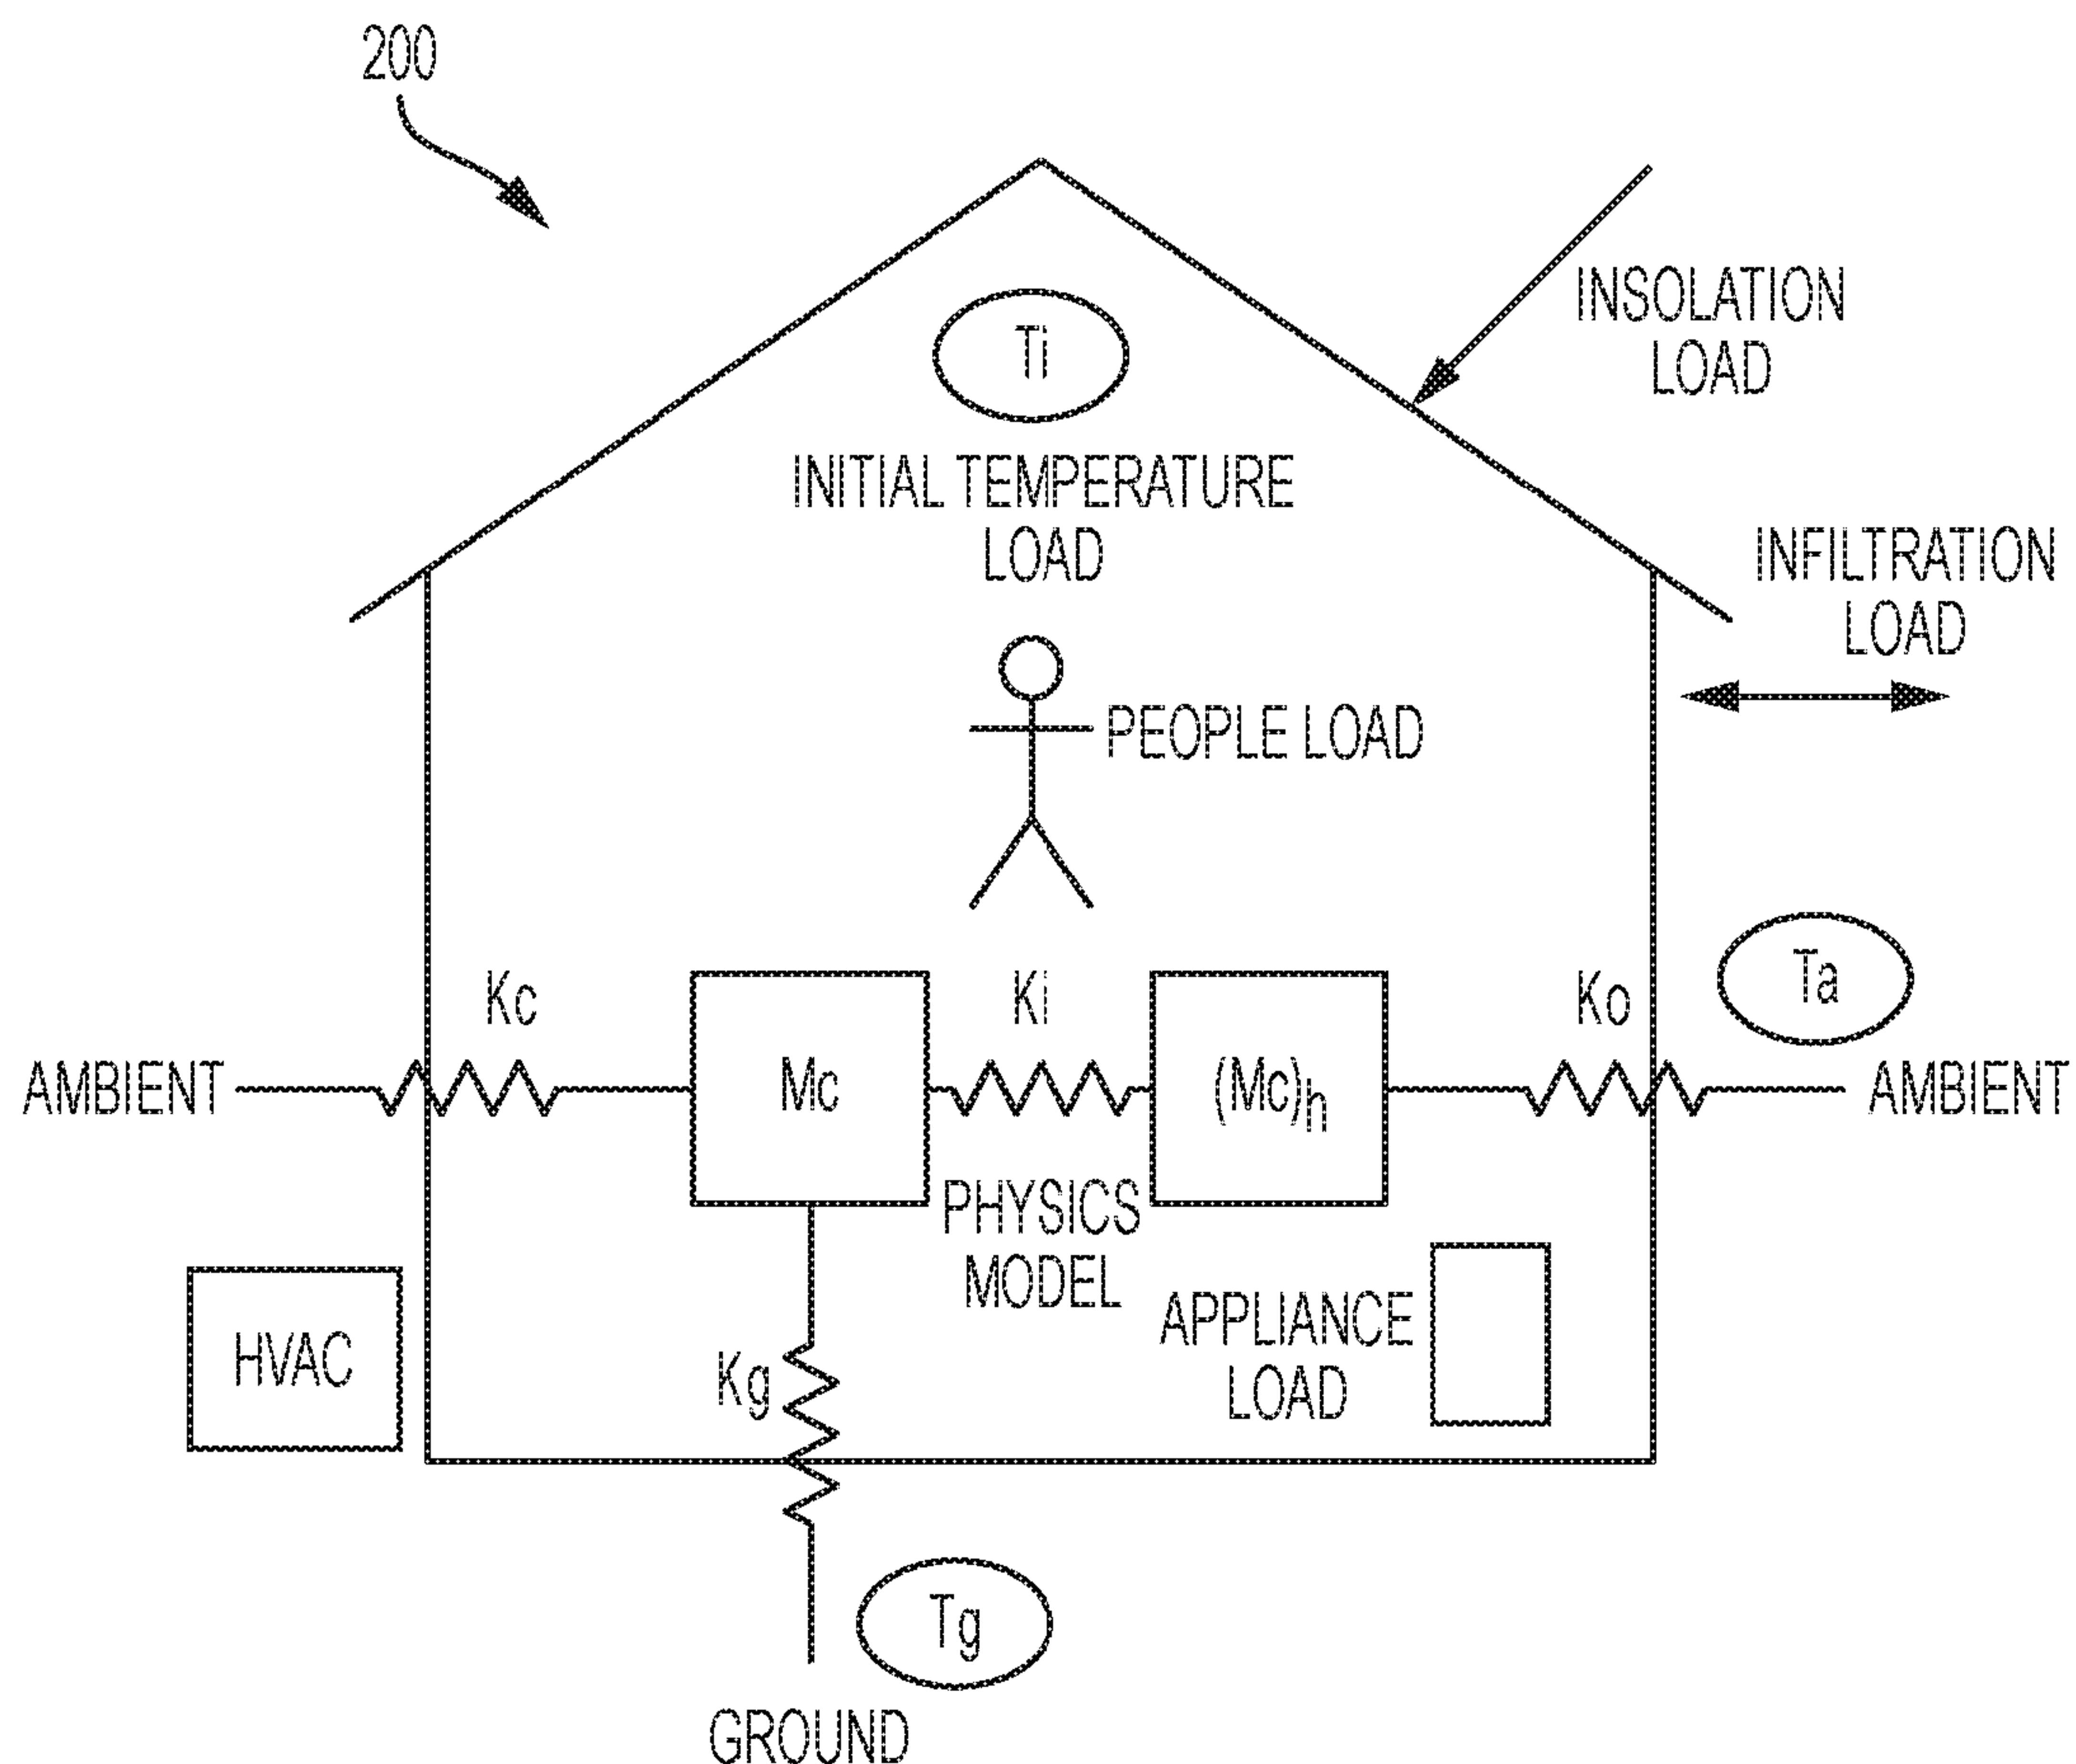 200
INSOLATION
LOAD
Ti
INITIAL TEMPERATURE
LOAD
INFILTRATION
LOAD
PEOPLE LOAD
Ta
Kc
Ki
Ko
AMBIENT
Mc
(Mc)h
AMBIENT
PHYSICS
MODEL
HVAC
Kg
APPLIANCE
LOAD
Tg
GROUND